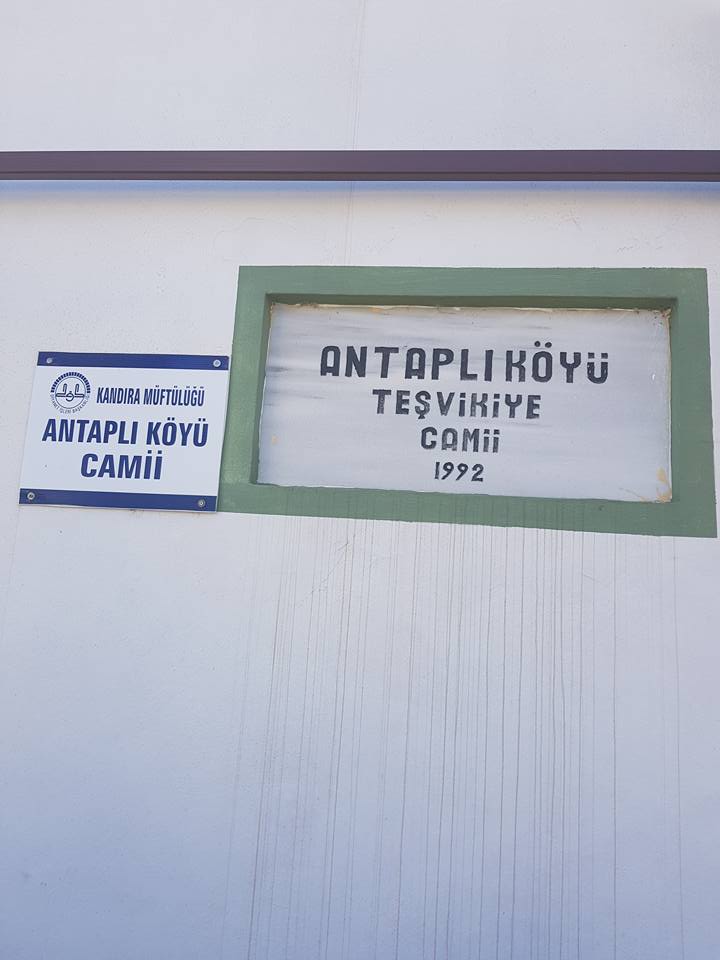 KANDIRA MÜFTÜLÜĞÜ
ANTAPLI KÖYÜ
CAMİİ
ANTAPLI KÖYÜ
TEŞVİKİYE
CAMİİ
1992